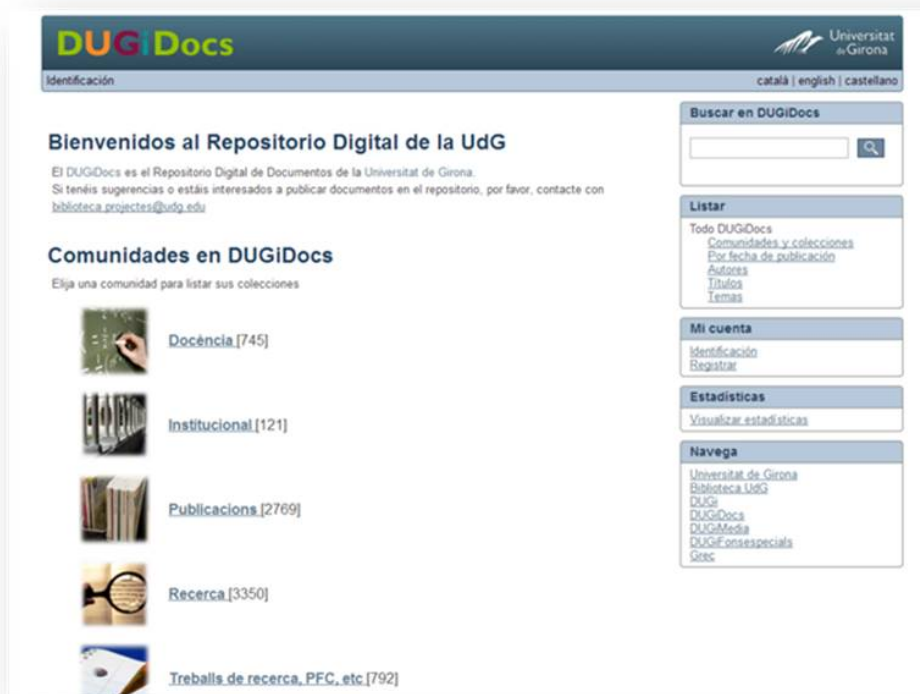 DUGiDocs
Universitat
de Girona
Identificación
català | english | castellano
Bienvenidos al Repositorio Digital de la UdG
El DUGiDocs es el Repositorio Digital de Documentos de la Universitat de Girona.
Si tenéis sugerencias o estáis interesados a publicar documentos en el repositorio, por favor, contacte con
biblioteca.projectes@udg.edu
Comunidades en DUGiDocs
Elija una comunidad para listar sus colecciones
Docència [745]
Institucional [121]
Publicacions [2769]
Recerca [3350]
Treballs de recerca, PFC, etc [792]
Buscar en DUGiDocs
Listar
Todo DUGiDocs
Comunidades y colecciones
Por fecha de publicación
Autores
Títulos
Temas
Mi cuenta
Identificación
Registrar
Estadísticas
Visualizar estadísticas
Navega
Universitat de Girona
Biblioteca UdG
DUGi
DUGiDocs
DUGiMedia
DUGiFonsespecials
Grec